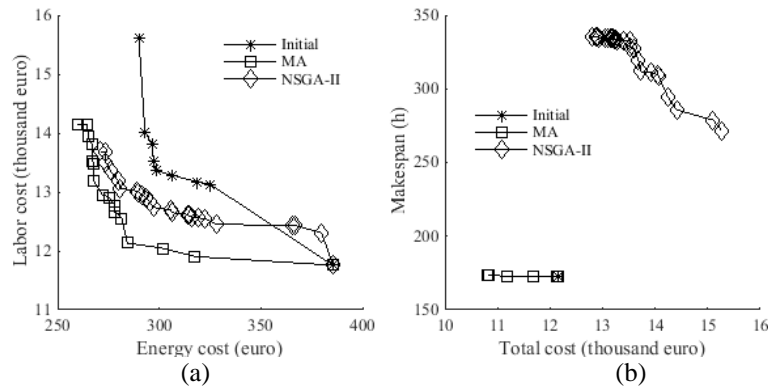 16
15
14
13
12
11
Labor cost (thousand euro)
Initial
MA
NSGA-II
250
300
350
400
Energy cost (euro)
(a)
350
300
250
200
150
Makespan (h)
Initial
MA
NSGA-II
10
11
12
13
14
15
16
Total cost (thousand euro)
(b)